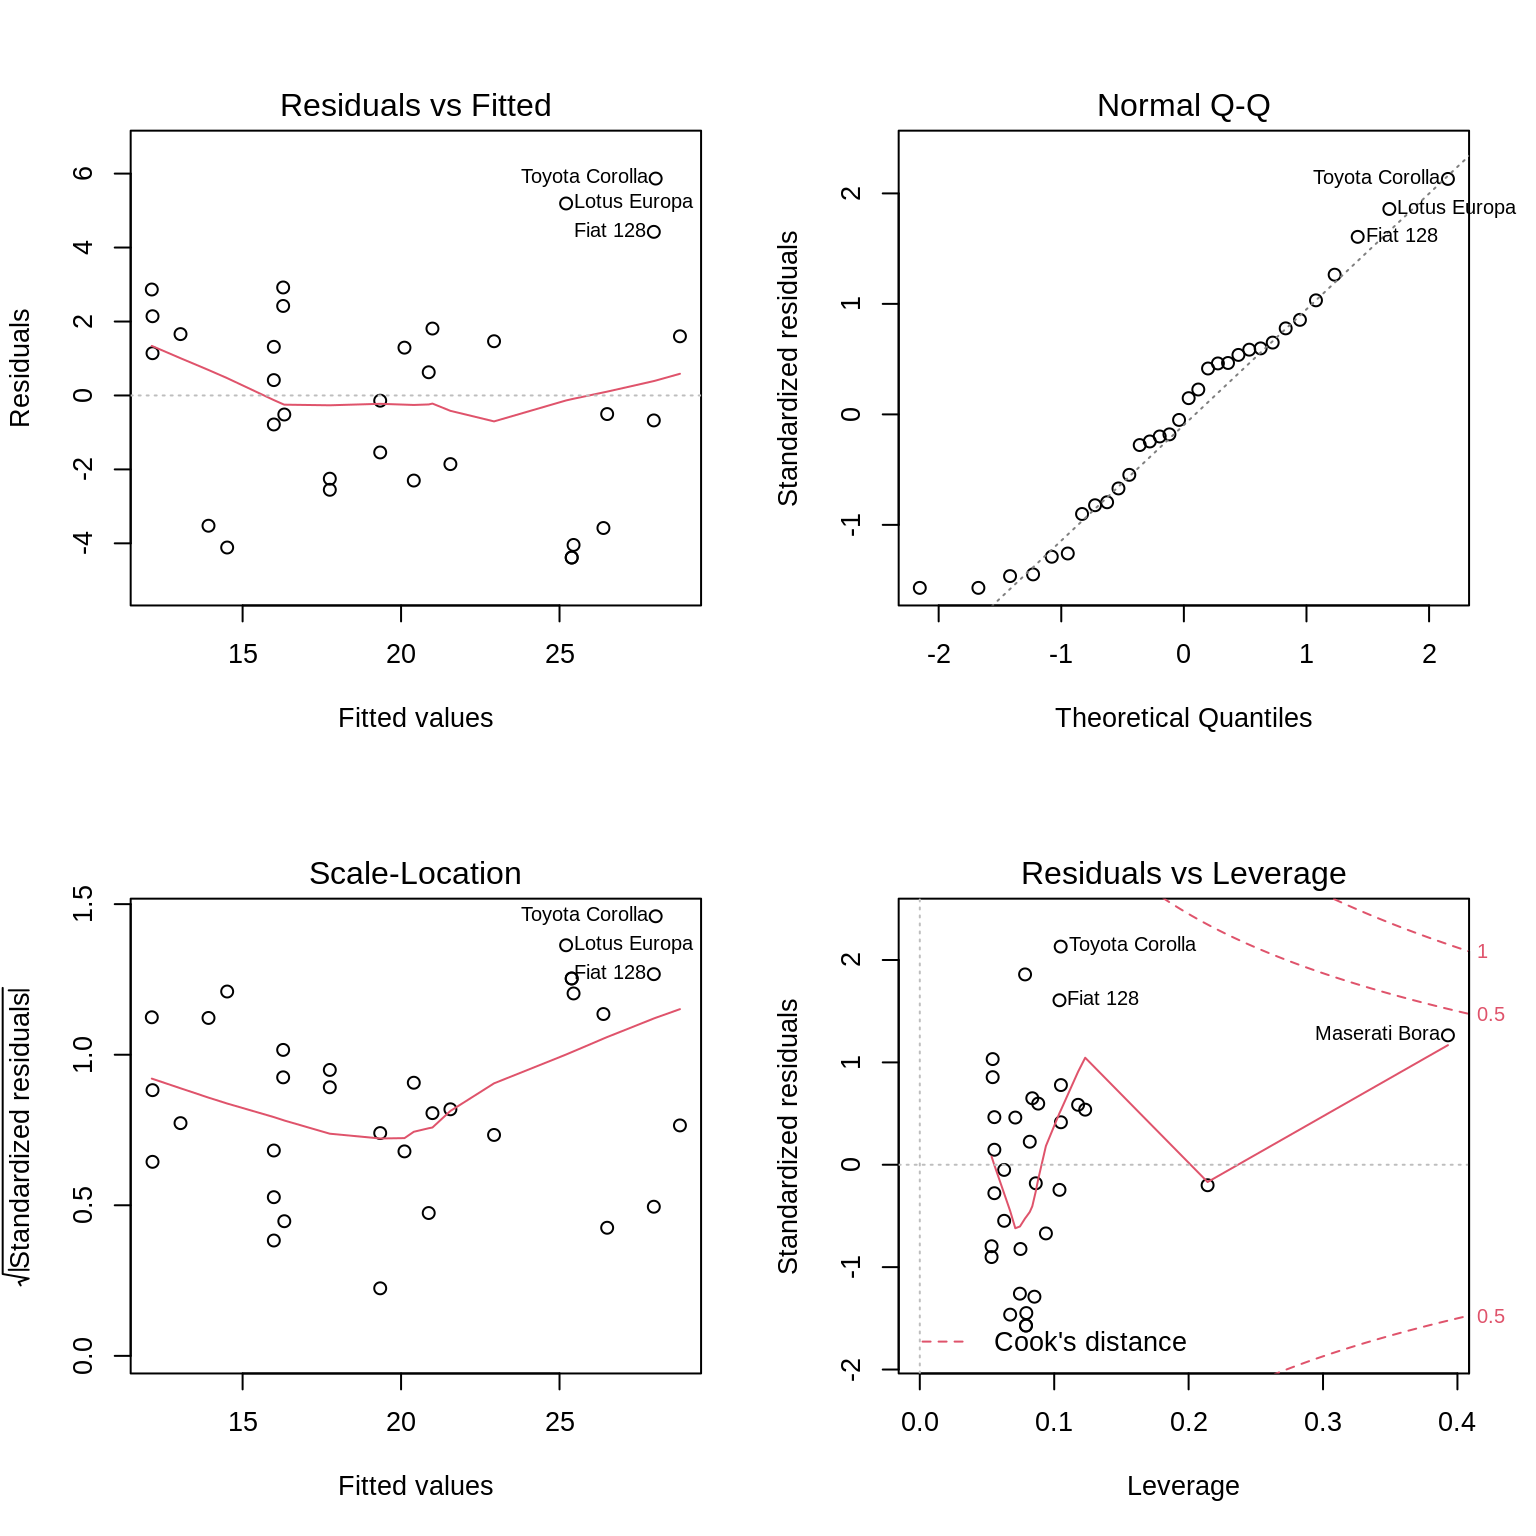 Residuals vs Fitted
Residuals
6
4
2
0
-2
-4
Toyota Corolla
Lotus Europa
Fiat 128
15 20 25
Fitted values
Normal Q-Q
Standardized residuals
2
1
0
-1
Toyota Corolla
Lotus Europa
Fiat 128
-2 -1 0 1 2
Theoretical Quantiles
Scale-Location
√|Standardized residuals|
1.5
1.0
0.5
0.0
Toyota Corolla
Lotus Europa
Fiat 128
15 20 25
Fitted values
Residuals vs Leverage
Standardized residuals
2
1
0
-1
-2
Toyota Corolla
Fiat 128
Maserati Bora
1
0.5
0.5
Cook's distance
0.0 0.1 0.2 0.3 0.4
Leverage